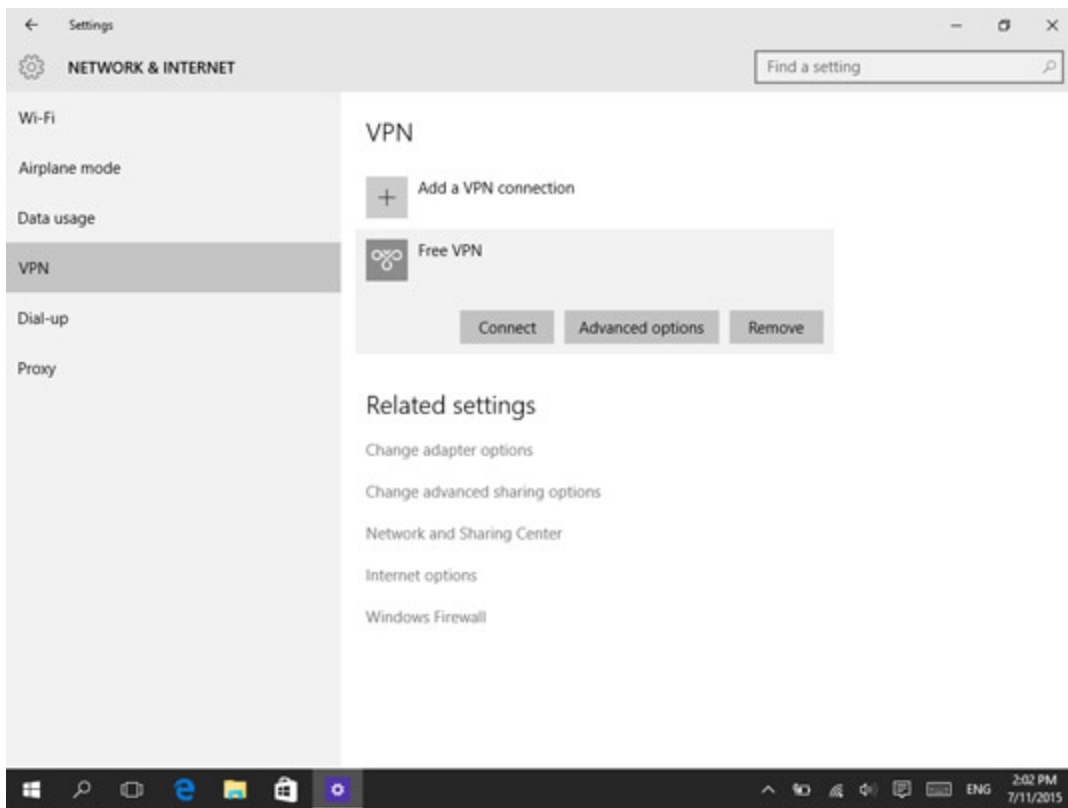 Settings
NETWORK & INTERNET
Find a setting
Wi-Fi
Airplane mode
Data usage
VPN
Dial-up
Proxy
VPN
Add a VPN connection
Free VPN
Connect Advanced options Remove
Related settings
Change adapter options
Change advanced sharing options
Network and Sharing Center
Internet options
Windows Firewall
ENG
2:02 PM
7/11/2015